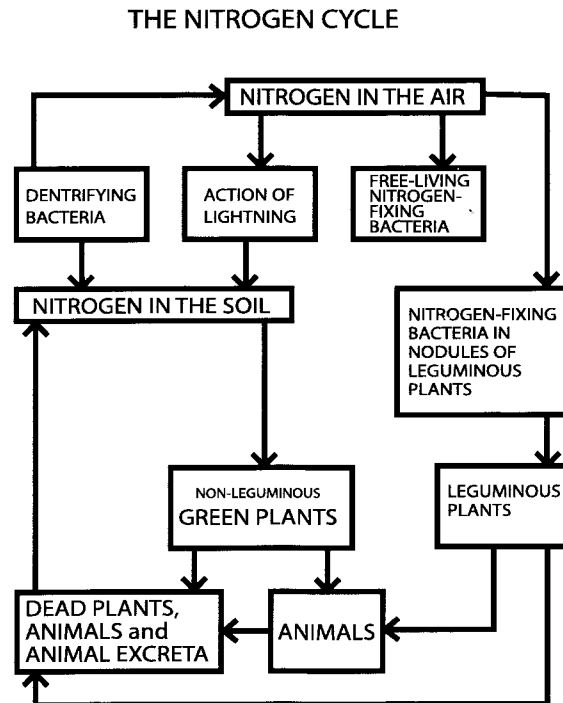 THE NITROGEN CYCLE
NITROGEN IN THE AIR
DENTRIFYING
BACTERIA
ACTION OF
LIGHTNING
FREE-LIVING
NITROGEN-
FIXING
BACTERIA
NITROGEN IN THE SOIL
NITROGEN-FIXING
BACTERIA IN
NODULES OF
LEGUMINOUS
PLANTS
NON-LEGUMINOUS
GREEN PLANTS
LEGUMINOUS
PLANTS
DEAD PLANTS,
ANIMALS and
ANIMAL EXCRETA
ANIMALS